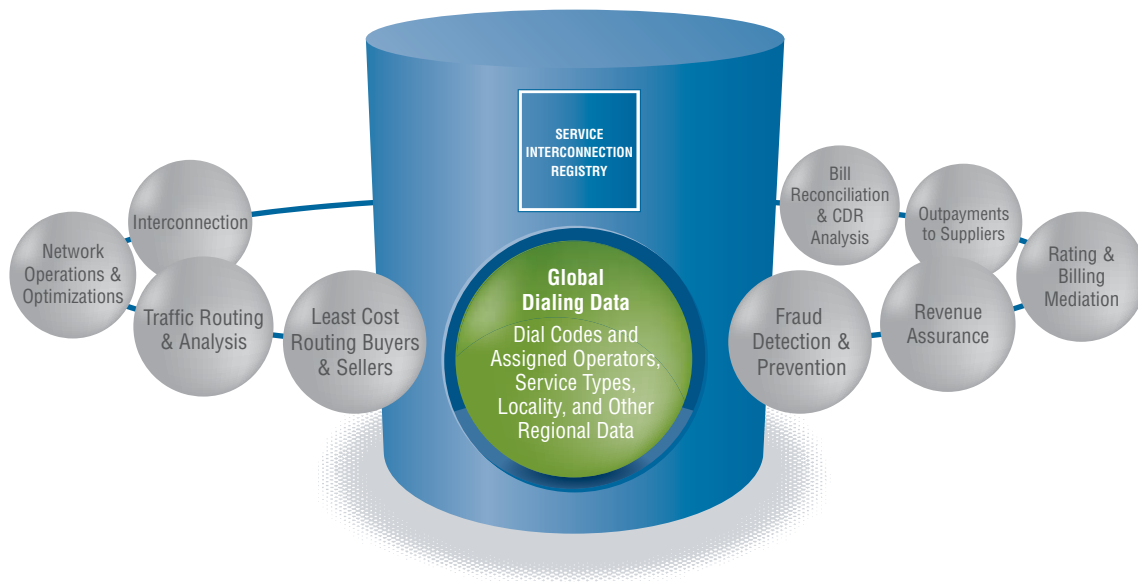 SERVICE
INTERCONNECTION
REGISTRY
Interconnection
Network
Operations &
Optimizations
Traffic Routing
& Analysis
Least Cost
Routing Buyers
& Sellers
Global
Dialing Data
Dial Codes and
Assigned Operators,
Service Types,
Locality, and Other
Regional Data
Bill
Reconciliation
& CDR
Analysis
Outpayments
to Suppliers
Rating &
Billing
Mediation
Revenue
Assurance
Fraud
Detection &
Prevention